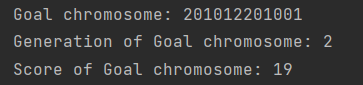 Goal chromosome: 201012201001
Generation of Goal chromosome: 2
Score of Goal chromosome: 19